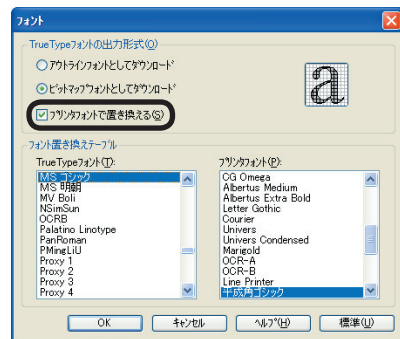 フォント
TrueTypeフォントの出力形式(O)
アウトラインフォントとしてダウンロード
ビットマップフォントとしてダウンロード
プリンタフォントで置き換える(S)
a
フォント置き換えテーブル
TrueTypeフォント(T):
MS ゴシック
MS 明朝
MV Boli
NSimSun
OCRB
Palatino Linotype
PanRoman
PMingLiU
Proxy 1
Proxy 2
Proxy 3
Proxy 4
プリンタフォント(P):
CG Omega
Albertus Medium
Albertus Extra Bold
Letter Gothic
Courier
Univers
Univers Condensed
Marigold
OCR-A
OCR-B
Line Printer
平成角ゴシック
OK キャンセル ヘルプ(H) 標準(U)